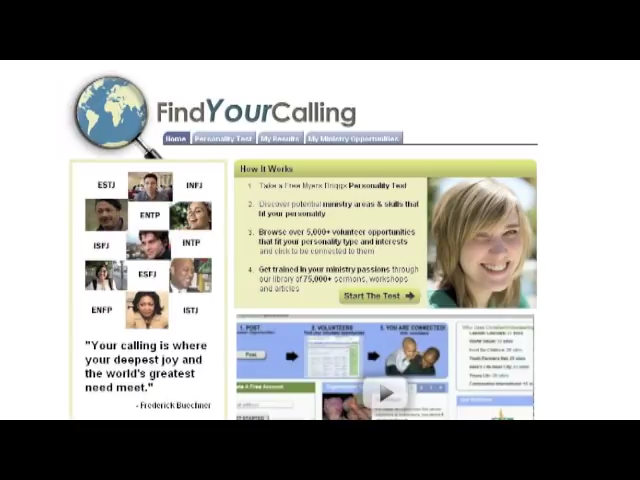 FindYourCalling
Home
Personality Test
My Results
My Ministry Opportunities
ESTJ
INFJ
ENTP
ISFJ
INTP
ESFJ
ENFP
ISTJ
"Your calling is where
your deepest joy and
the world's greatest
need meet."
- Frederick Buechner
How It Works
1. Take a Free Myers Briggs Personality Test
2. Discover potential ministry areas & skills that
fit your personality
3. Browse over 5,000+ volunteer opportunities
that fit your personality type and interests
and click to be connected to them
4. Get trained in your ministry passions through
our library of 75,000+ sermons, workshops
and articles
Start The Test
1. POST
2. VOLUNTEERS
3. YOU ARE CONNECTED!
Post
A Free Account